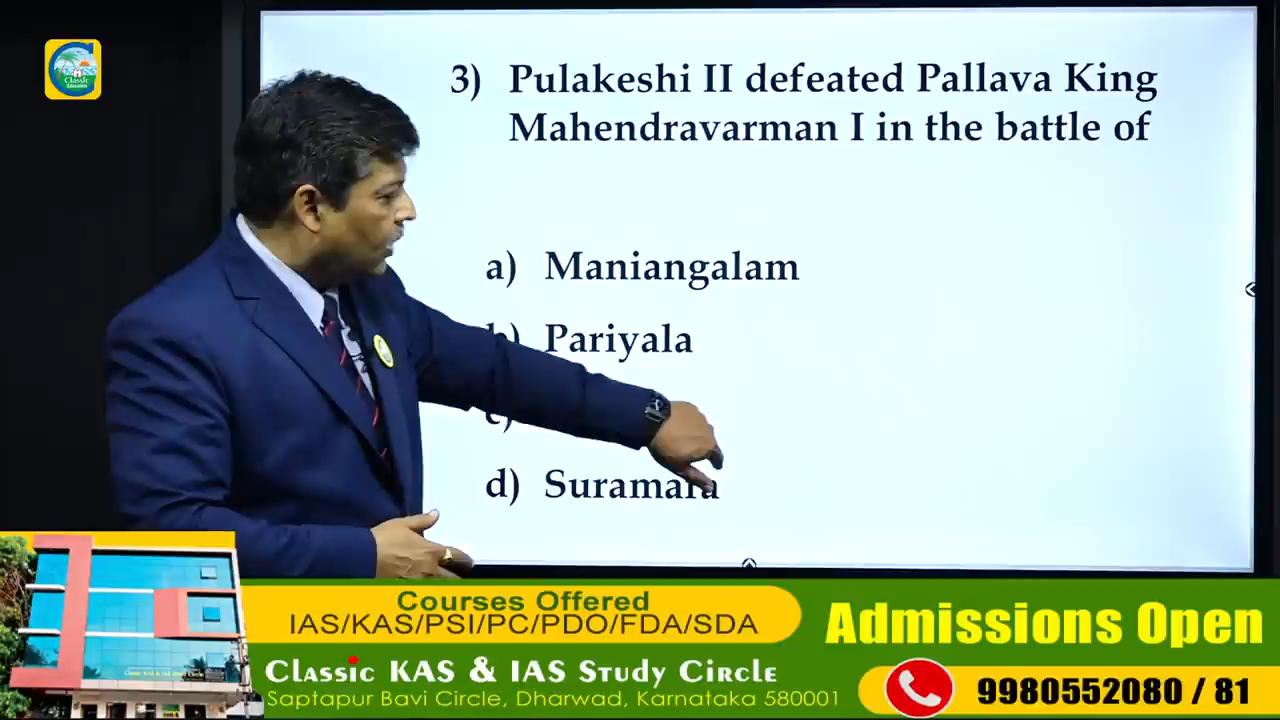 Classic
Education
3) Pulakeshi II defeated Pallava King
Mahendravarman I in the battle of
a) Maniangalam
b) Pariyala
c)
d) Suramara
Courses Offered
IAS/KAS/PSI/PC/PDO/FDA/SDA
Admissions Open
Classic KAS & IAS Study Circle
Saptapur Bavi Circle, Dharwad, Karnataka 580001
9980552080 / 81